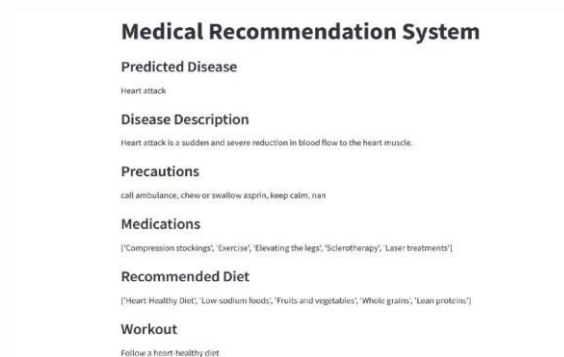 Medical Recommendation System
Predicted Disease
Heart attack
Disease Description
Heart attack is a sudden and severe reduction in blood flow to the heart muscle.
Precautions
call ambulance, chew or swallow asprin, keep calm, nan
Medications
['Compression stockings', 'Exercise', 'Elevating the legs', 'Sclerotherapy', 'Laser treatments']
Recommended Diet
['Heart-Healthy Diet', 'Low-sodium foods', 'Fruits and vegetables', 'Whole grains', 'Lean proteins']
Workout
Follow a heart-healthy diet